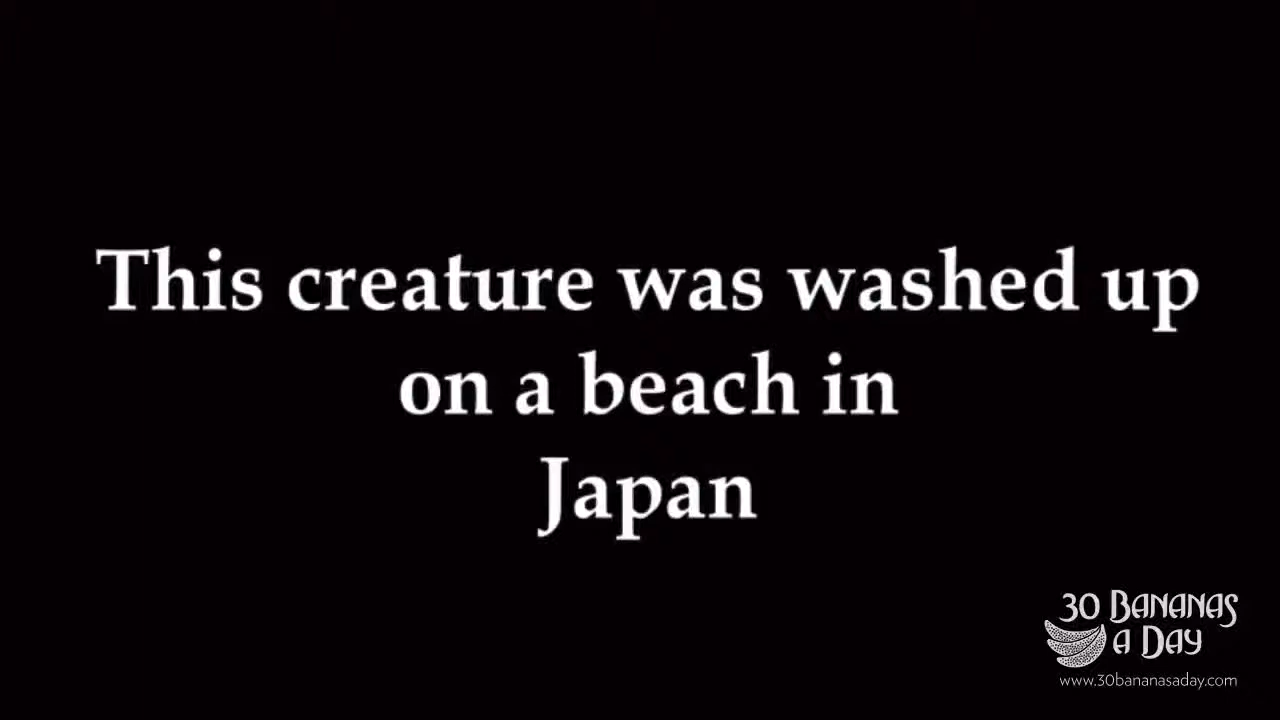 This creature was washed up
on a beach in
Japan
30 Bananas
a Day
www.30bananasaday.com